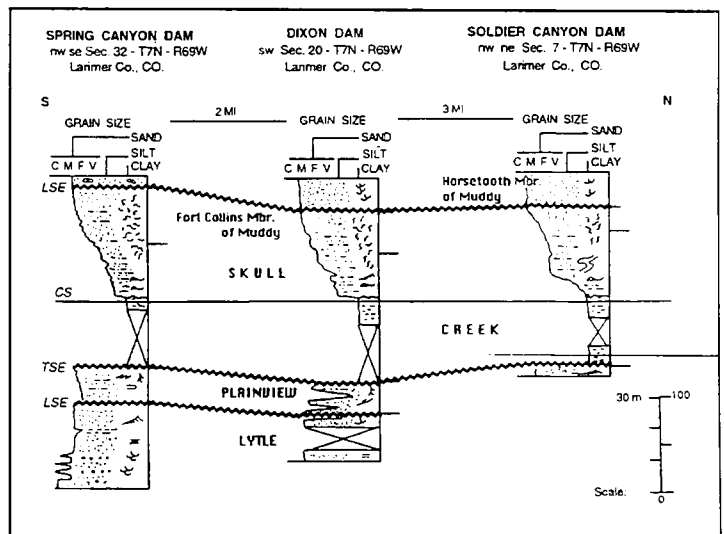 SPRING CANYON DAM
nw se Sec. 32 - T7N - R69W
Larimer Co., CO.
DIXON DAM
sw Sec. 20 - T7N - R69W
Larimer Co., CO.
SOLDIER CANYON DAM
nw ne Sec. 7 - T7N - R69W
Larimer Co., CO.
S
N
2 MI
3 MI
GRAIN SIZE
SAND
SILT
C M F V
CLAY
GRAIN SIZE
SAND
SILT
C M F V
CLAY
GRAIN SIZE
SAND
SILT
C M F V
CLAY
LSE
Fort Collins Mbr.
of Muddy
Horsetooth Mbr.
of Muddy
SKULL
CS
CREEK
TSE
PLAINVIEW
LSE
LYTLE
30 m
100
Scale:
0